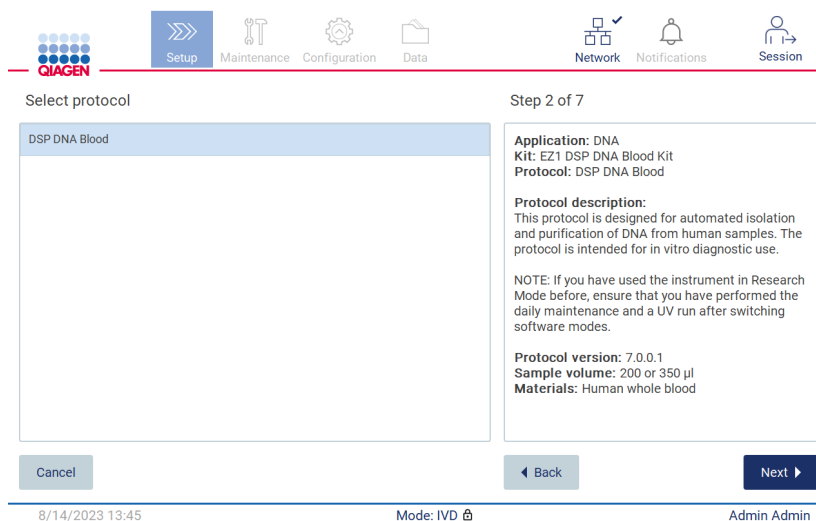 QIAGEN
Setup
Maintenance
Configuration
Data
Network
Notifications
Session
Select protocol
Step 2 of 7
DSP DNA Blood
Application: DNA
Kit: EZ1 DSP DNA Blood Kit
Protocol: DSP DNA Blood
Protocol description:
This protocol is designed for automated isolation
and purification of DNA from human samples. The
protocol is intended for in vitro diagnostic use.
NOTE: If you have used the instrument in Research
Mode before, ensure that you have performed the
daily maintenance and a UV run after switching
software modes.
Protocol version: 7.0.0.1
Sample volume: 200 or 350 µl
Materials: Human whole blood
Cancel
Back
Next
8/14/2023 13:45
Mode: IVD
Admin Admin